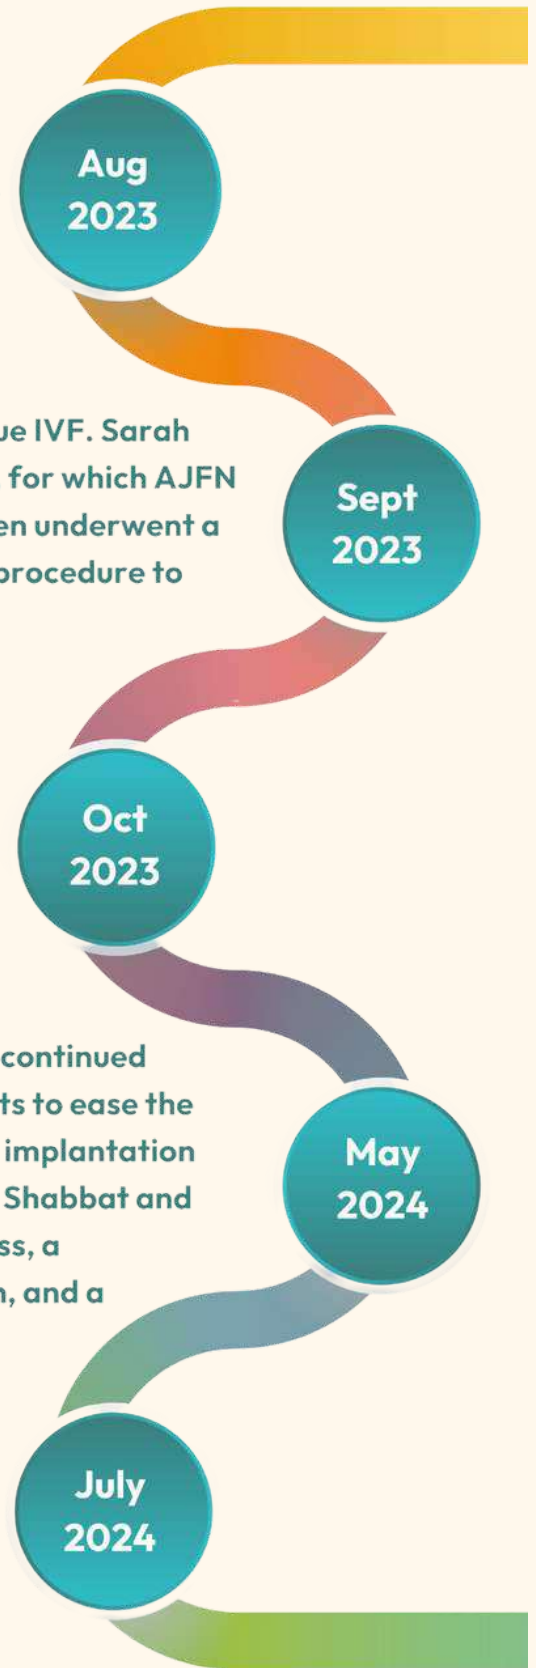 Aug
2023
ue IVF. Sarah
for which AJFN
en underwent a
procedure to
Sept
2023
Oct
2023
continued
ts to ease the
implantation
Shabbat and
ss, a
n, and a
May
2024
July
2024